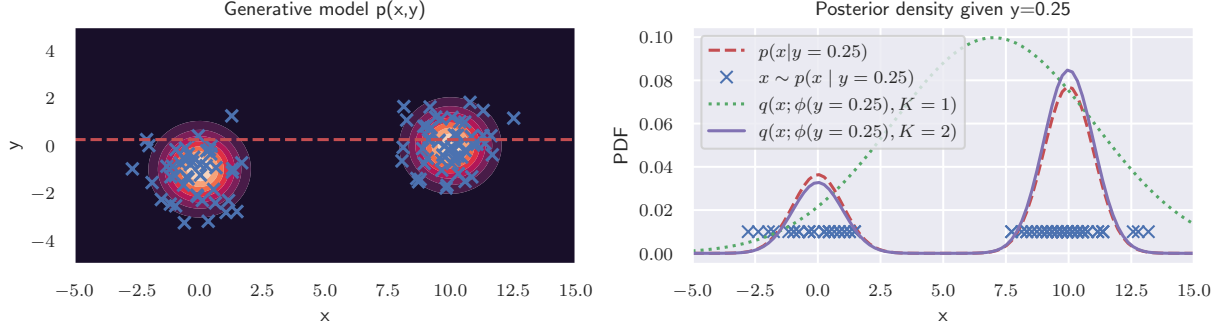 Generative model p(x,y)
4
2
0
−2
−4
y
−5.0 −2.5 0.0 2.5 5.0 7.5 10.0 12.5 15.0
x
Posterior density given y=0.25
0.10
0.08
0.06
0.04
0.02
0.00
PDF
p(x|y = 0.25)
x ∼ p(x | y = 0.25)
q(x; ϕ(y = 0.25), K = 1)
q(x; ϕ(y = 0.25), K = 2)
−5.0 −2.5 0.0 2.5 5.0 7.5 10.0 12.5 15.0
x